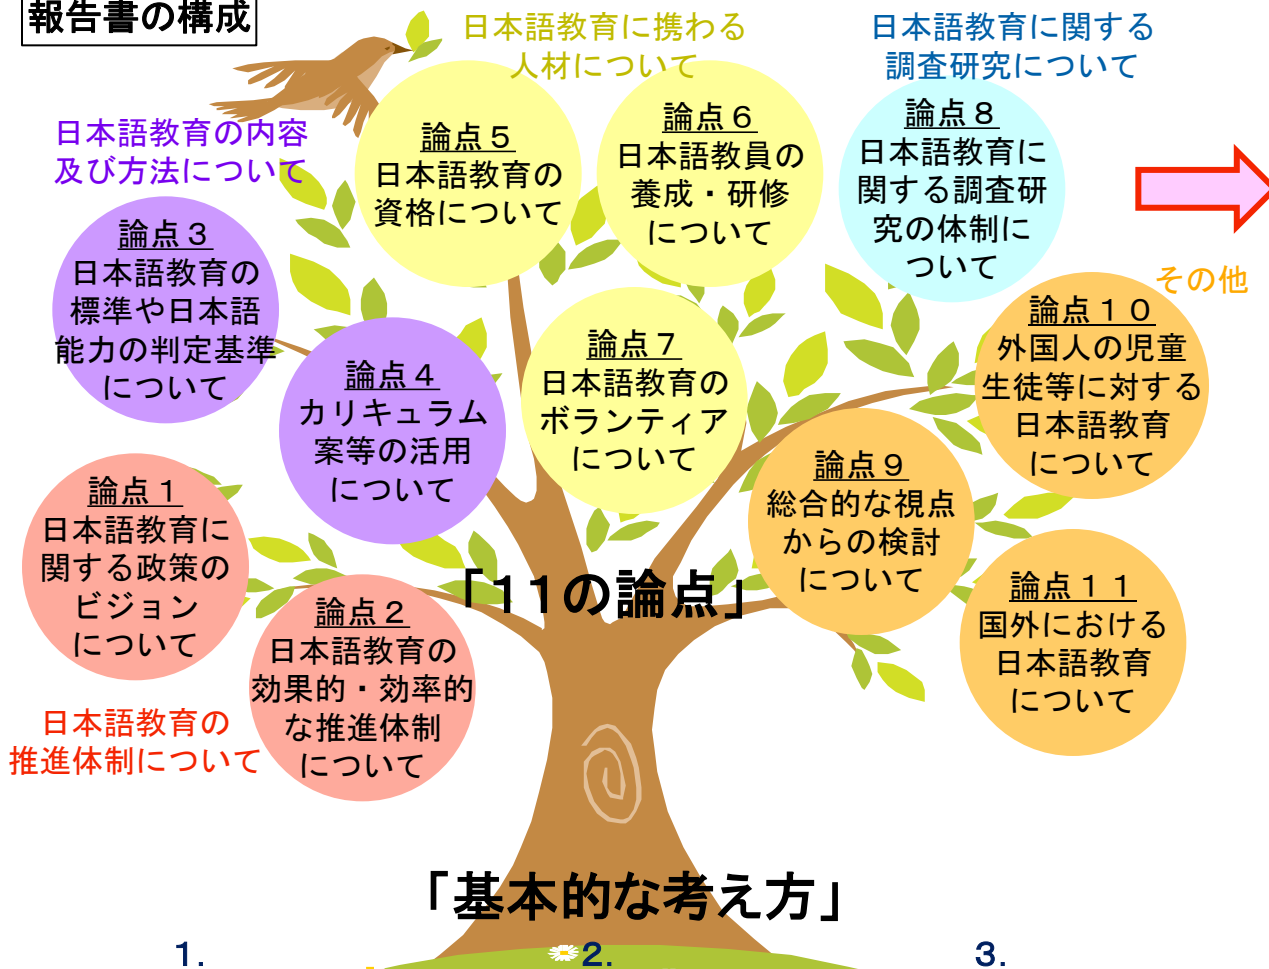 報告書の構成
日本語教育に携わる
人材について
日本語教育に関する
調査研究について
日本語教育の内容
及び方法について
論点５
日本語教育の
資格について
論点６
日本語教員の
養成・研修
について
論点８
日本語教育に
関する調査研
究の体制に
ついて
論点３
日本語教育の
標準や日本語
能力の判定基準
について
論点４
カリキュラム
案等の活用
について
論点７
日本語教育の
ボランティア
について
その他
論点１０
外国人の児童
生徒等に対する
日本語教育
について
論点１
日本語教育に
関する政策の
ビジョン
について
論点２
日本語教育の
効果的・効率的
な推進体制
について
論点９
総合的な視点
からの検討
について
論点１１
国外における
日本語教育
について
日本語教育の
推進体制について
「11の論点」
「基本的な考え方」
1.
2.
3.